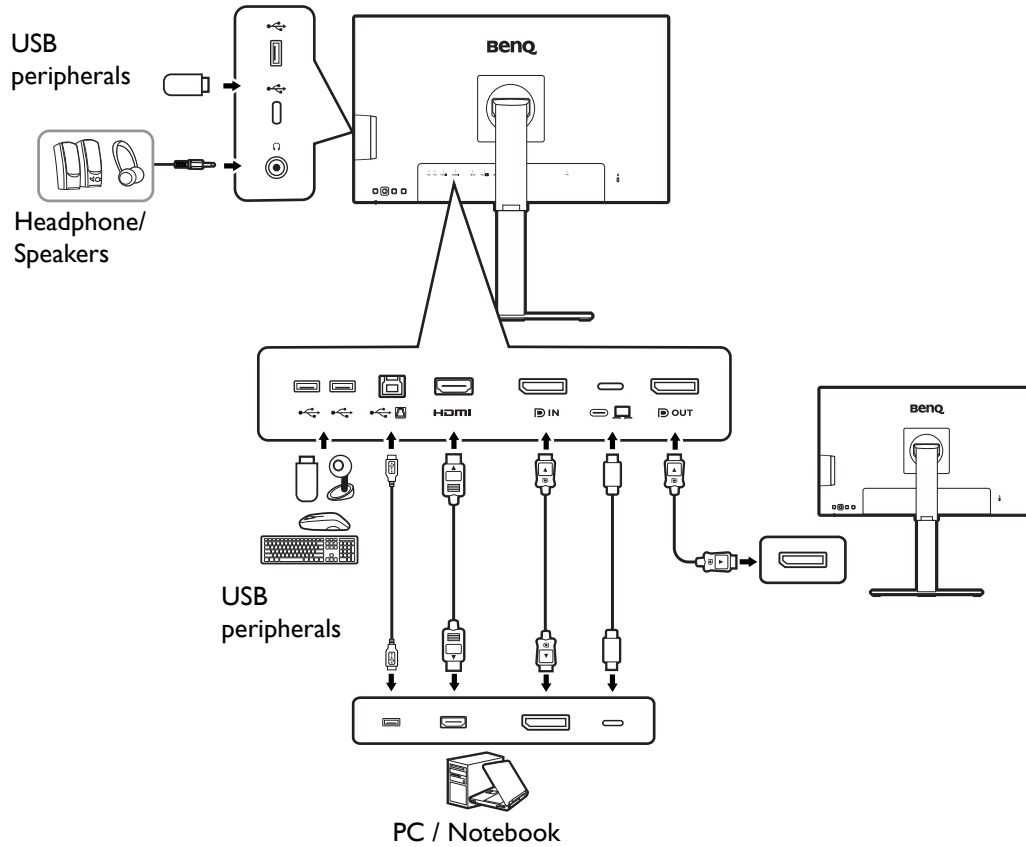 USB
peripherals
BenQ
Headphone/
Speakers
HDMI
IN
OUT
BenQ
USB
peripherals
PC / Notebook